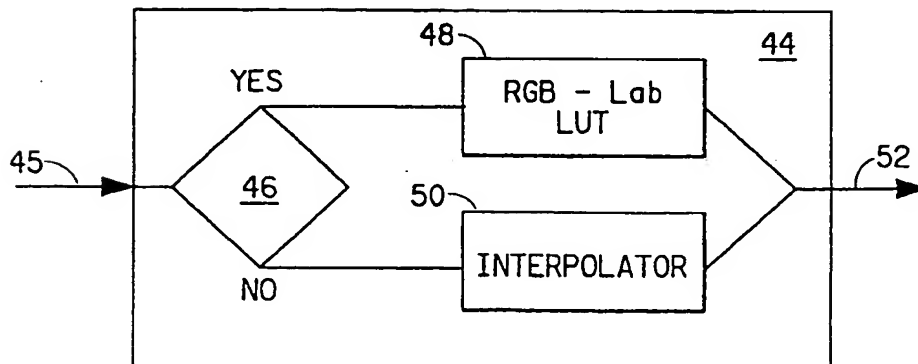 48
44
YES
RGB - Lab
LUT
45
46
52
50
INTERPOLATOR
NO